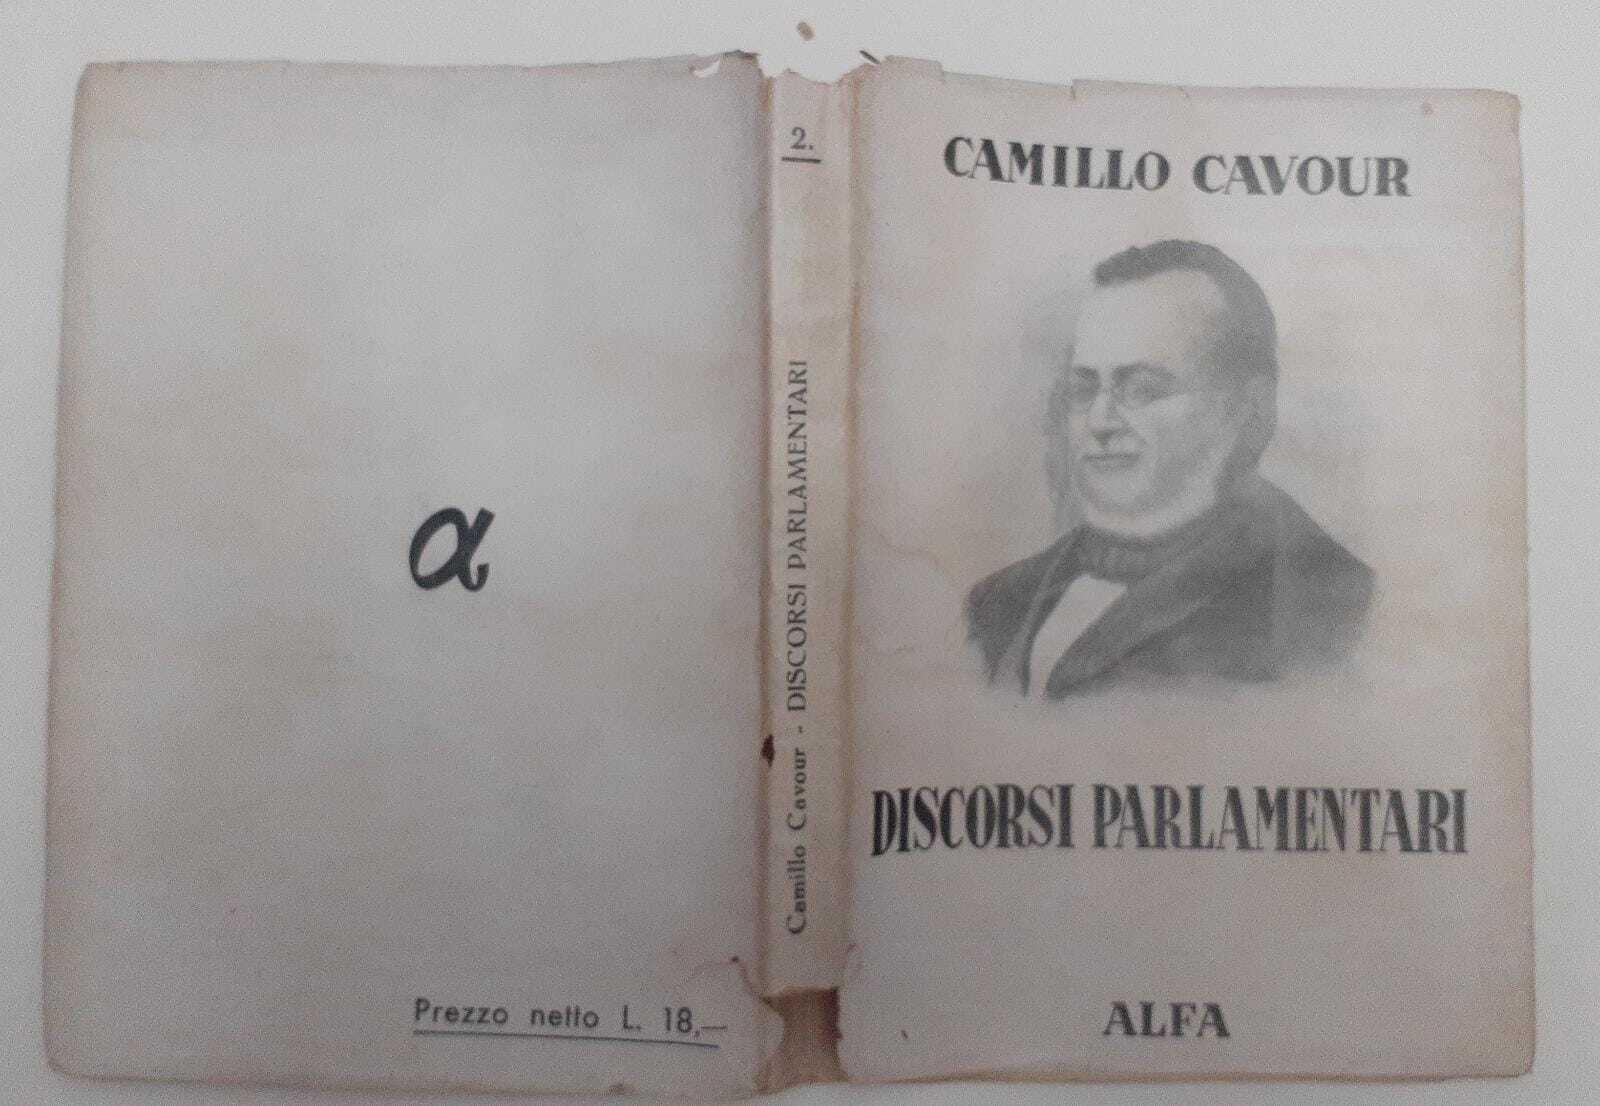 α
Prezzo netto L. 18,—
2.
Camillo Cavour - DISCORSI PARLAMENTARI
CAMILLO CAVOUR
DISCORSI PARLAMENTARI
ALFA